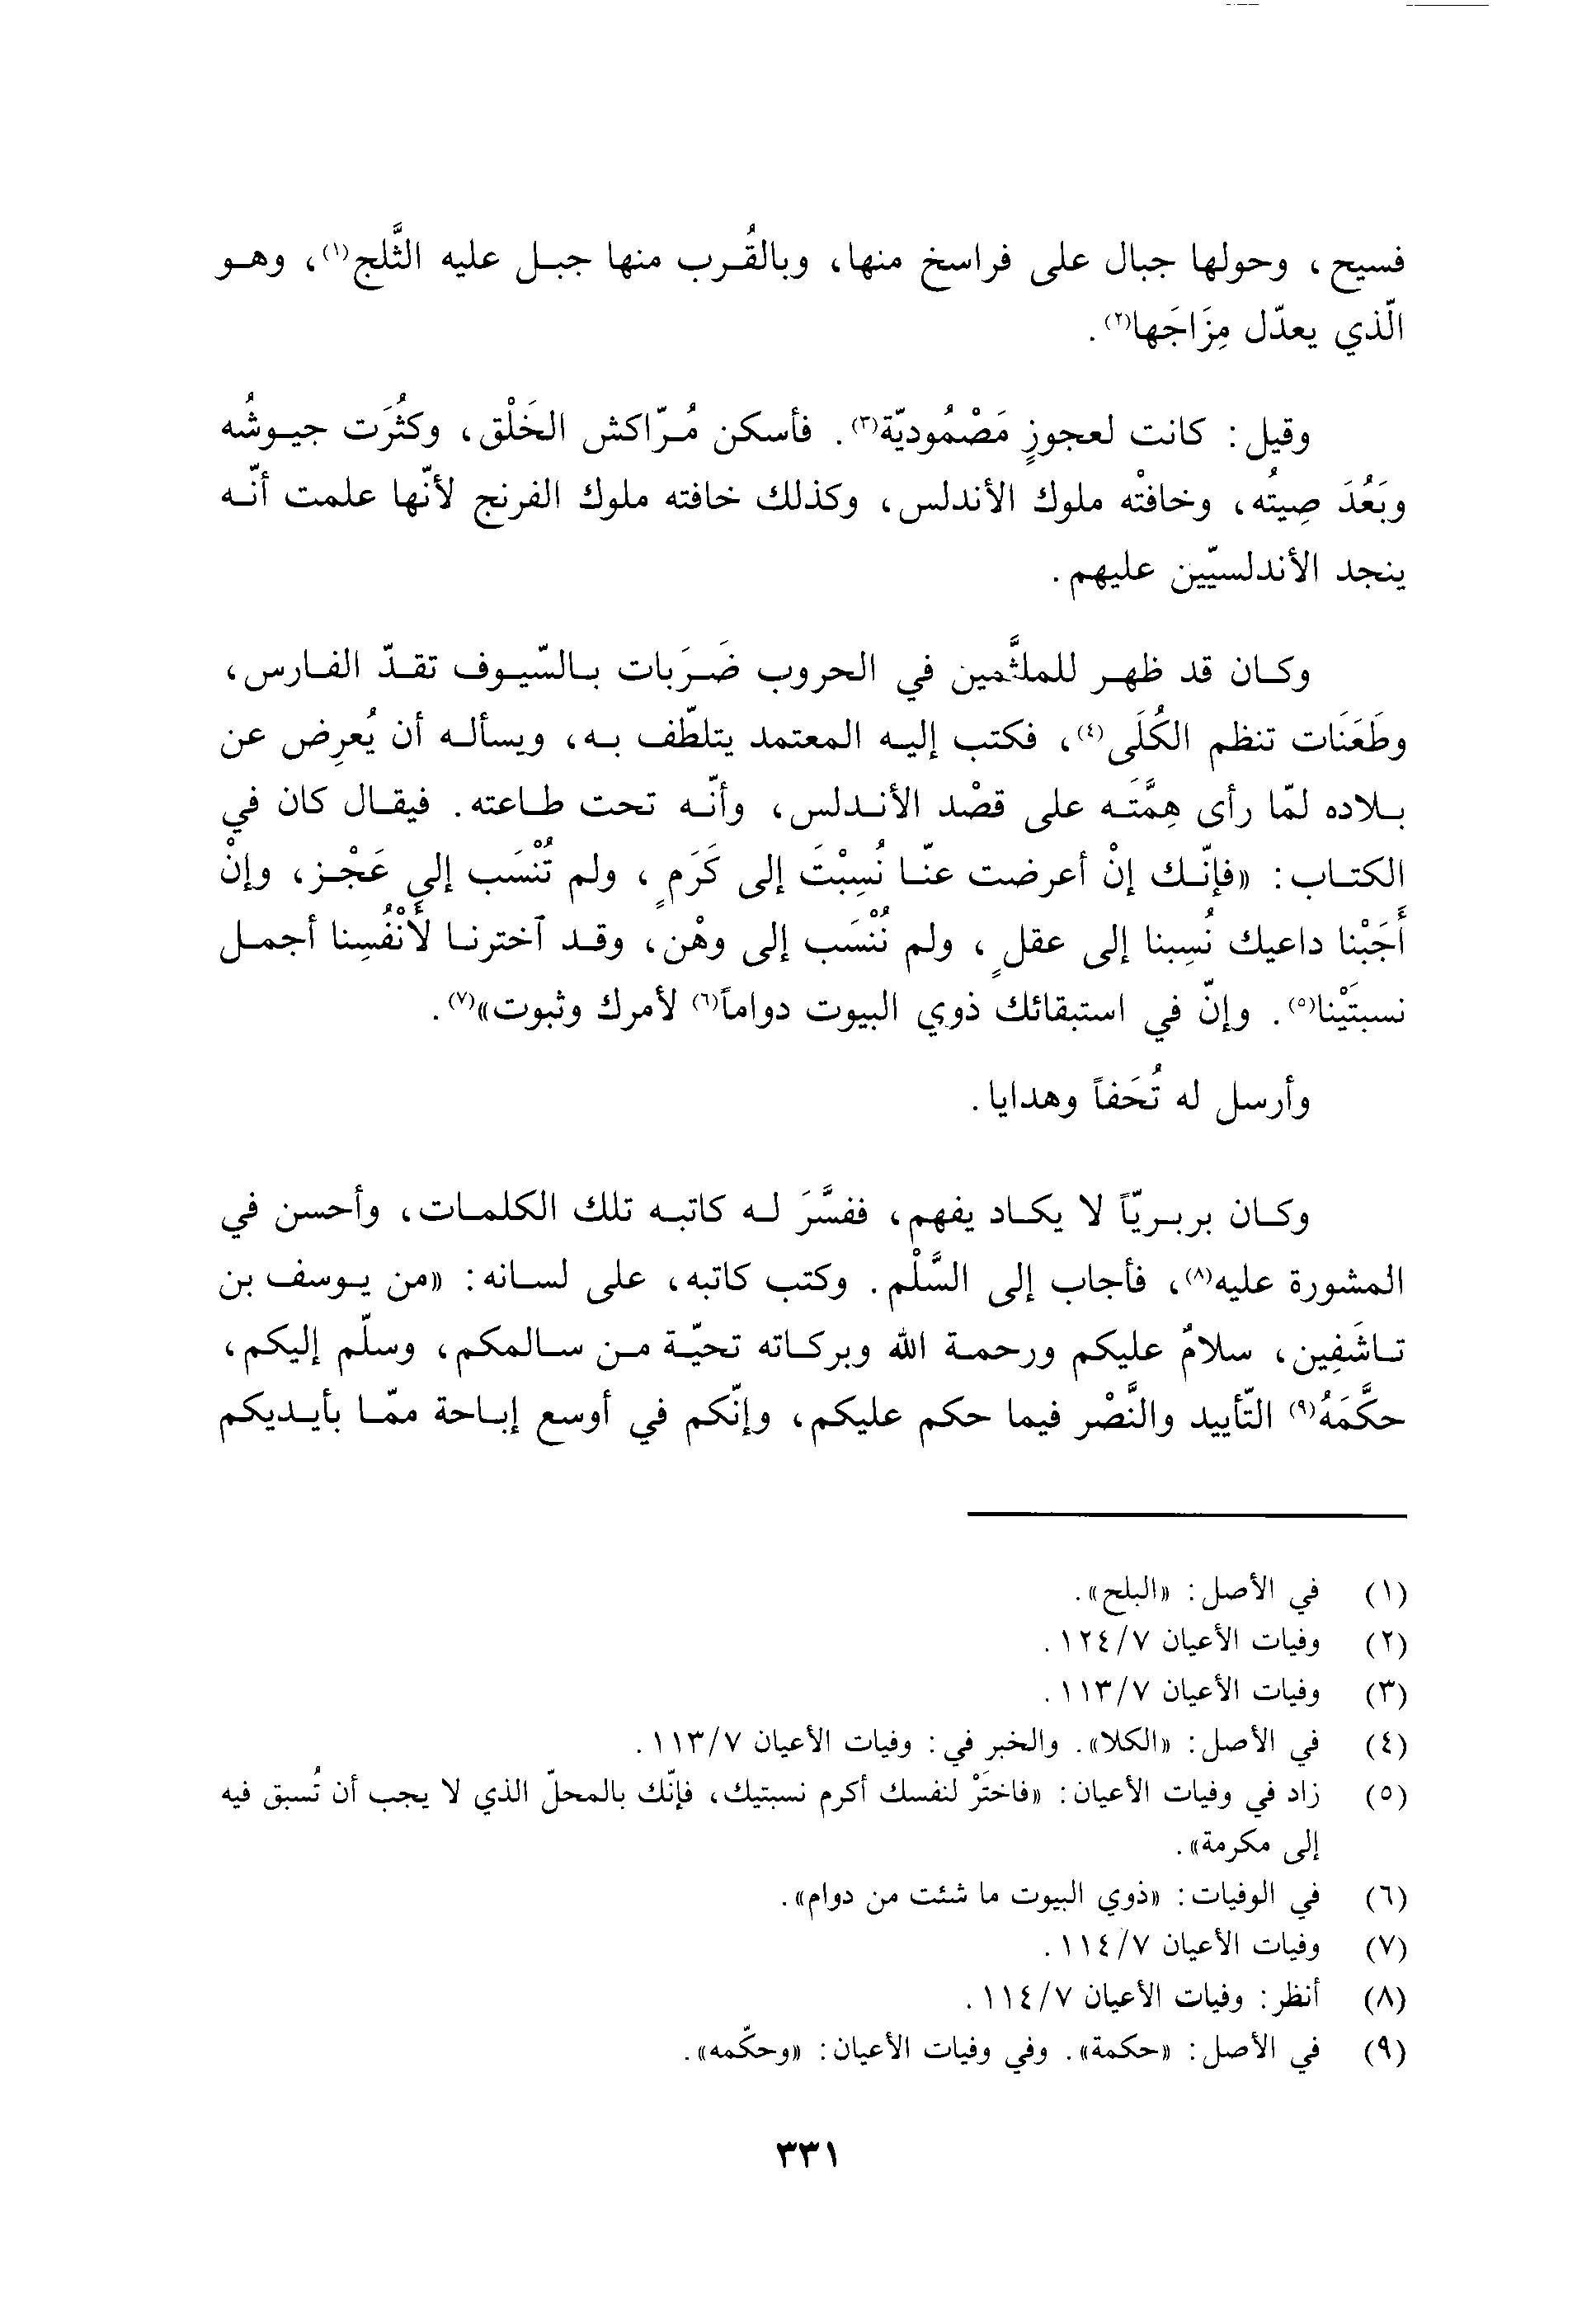 فسيح، وحولها جبال على فراسخ منها، وبالقُرب منها جبل عليه الثَّلج(١)، وهو
الّذي يعدّل مِزَاجَها(٢).
وقيل: كانت لعجوزٍ مَصْمُوديّة(٣). فأسكن مُرّاكش الخَلْق، وكثُرَت جيوشُه
وبَعُدَ صِيتُه، وخافتْه ملوك الأندلس، وكذلك خافته ملوك الفرنج لأنّها علمت أنّه
ينجد الأندلسيّين عليهم.
وكان قد ظهر للملثَّمين في الحروب ضَرَبات بالسّيوف تقدّ الفارس،
وطَعَنَات تنظم الكُلَى(٤)، فكتب إليه المعتمد يتلطّف به، ويسأله أن يُعرِض عن
بلاده لمّا رأى هِمَّتَه على قصْد الأندلس، وأنّه تحت طاعته. فيقال كان في
الكتاب: «فإنّك إنْ أعرضت عنّا نُسِبْتَ إلى كَرَمٍ، ولم تُنْسَب إلى عَجْز، وإنْ
أَجَبْنا داعيك نُسِبنا إلى عقلٍ، ولم نُنْسَب إلى وهْن، وقد آخترنا لأَنْفُسِنا أجمل
نسبتَيْنا(٥). وإنّ في استبقائك ذوي البيوت دواماً(٦) لأمرك وثبوت»(٧).
وأرسل له تُحَفاً وهدايا.
وكان بربريّاً لا يكاد يفهم، ففسَّرَ له كاتبه تلك الكلمات، وأحسن في
المشورة عليه(٨)، فأجاب إلى السَّلْم. وكتب كاتبه، على لسانه: «من يوسف بن
تاشَفِين، سلامٌ عليكم ورحمة الله وبركاته تحيّة من سالمكم، وسلّم إليكم،
حكَّمَهُ(٩) التّأييد والنَّصْر فيما حكم عليكم، وإنّكم في أوسع إباحة ممّا بأيديكم
(١) في الأصل: «البلح».
(٢) وفيات الأعيان ١٢٤/٧.
(٣) وفيات الأعيان ١١٣/٧.
(٤) في الأصل: «الكلا». والخبر في: وفيات الأعيان ١١٣/٧.
(٥) زاد في وفيات الأعيان: «فاختَرْ لنفسك أكرم نسبتيك، فإنّك بالمحلّ الذي لا يجب أن تُسبق فيه
إلى مكرمة».
(٦) في الوفيات: «ذوي البيوت ما شئت من دوام».
(٧) وفيات الأعيان ١١٤/٧.
(٨) أنظر: وفيات الأعيان ١١٤/٧.
(٩) في الأصل: «حكمة». وفي وفيات الأعيان: «وحكّمه».
٣٣١